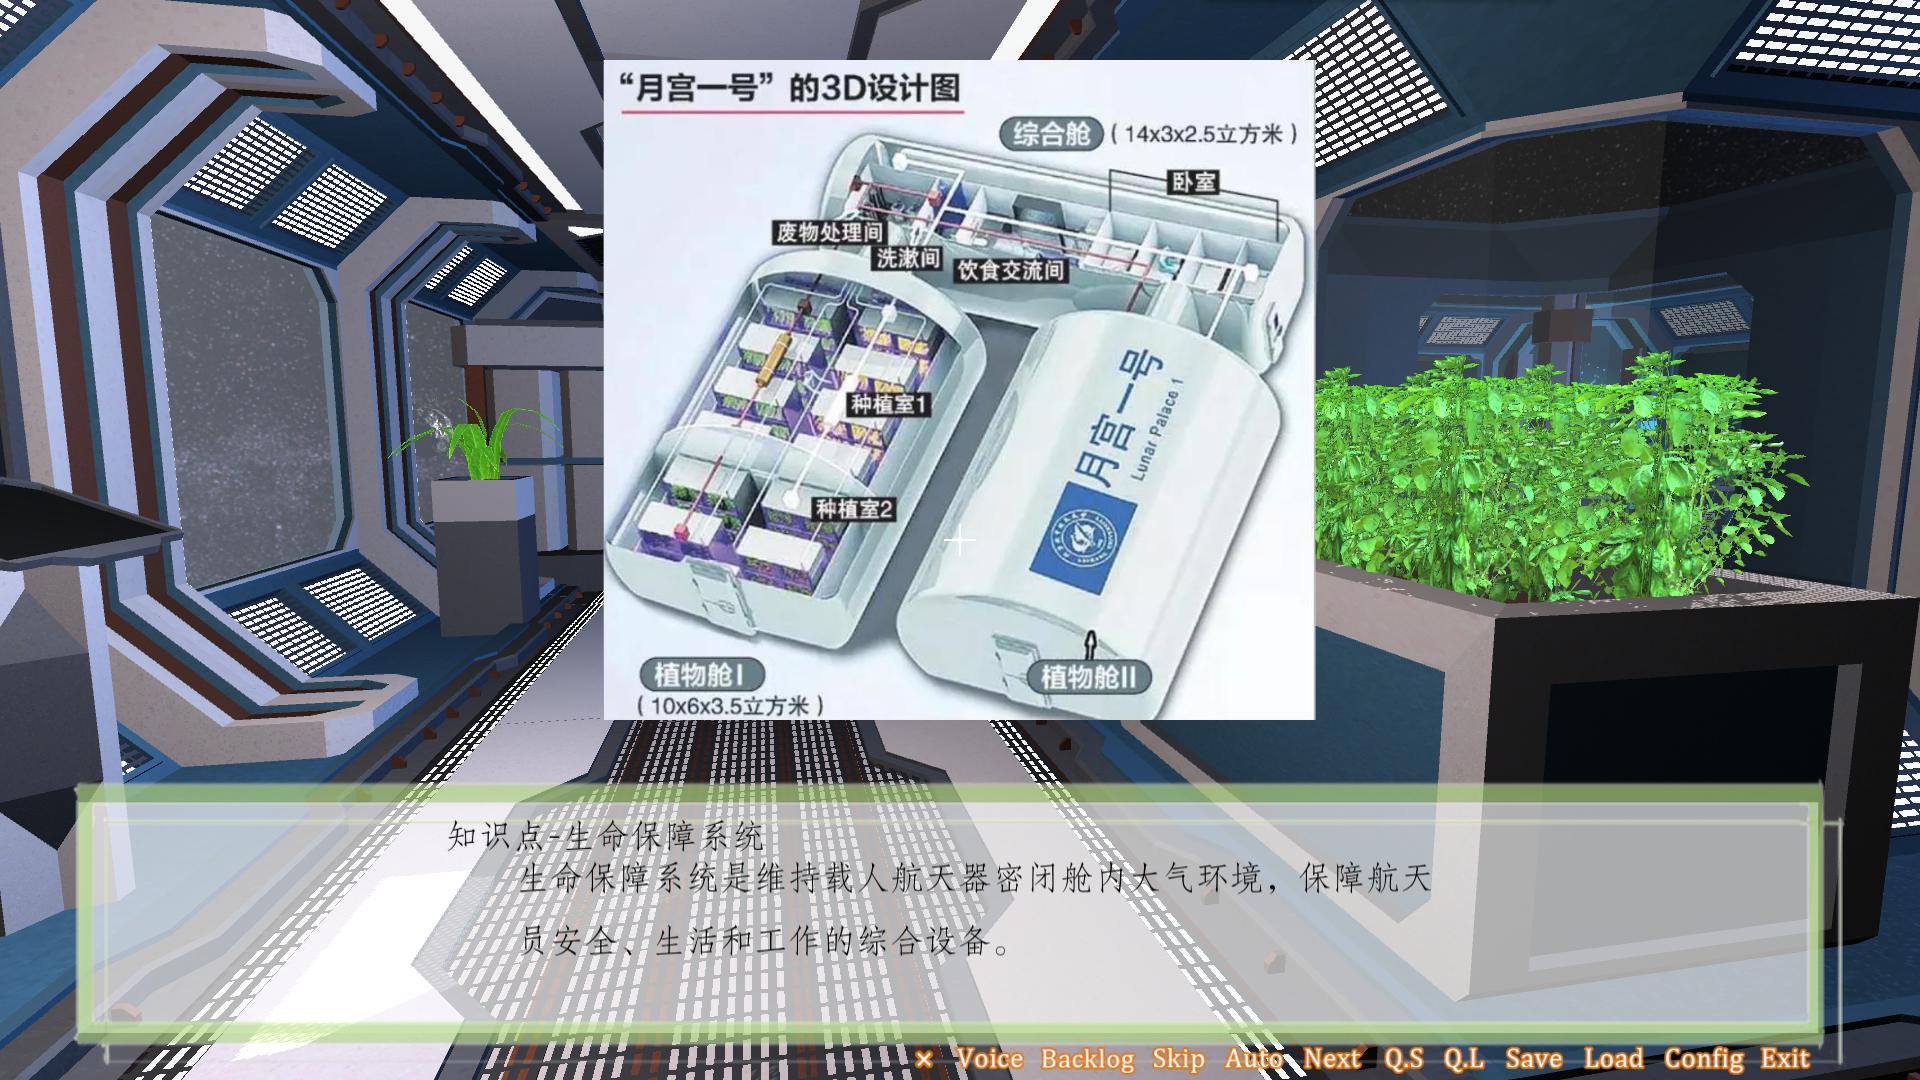 “月宫一号”的3D设计图
综合舱 (14x3x2.5立方米)
卧室
废物处理间
洗漱间
饮食交流间
种植室1
月宫一号
Lunar Palace 1
种植室2
植物舱I
(10x6x3.5立方米)
植物舱II
知识点-生命保障系统
生命保障系统是维持载人航天器密闭舱内大气环境，保障航天
员安全、生活和工作的综合设备。
× Voice Backlog Skip Auto Next Q.S Q.L Save Load Config Exit